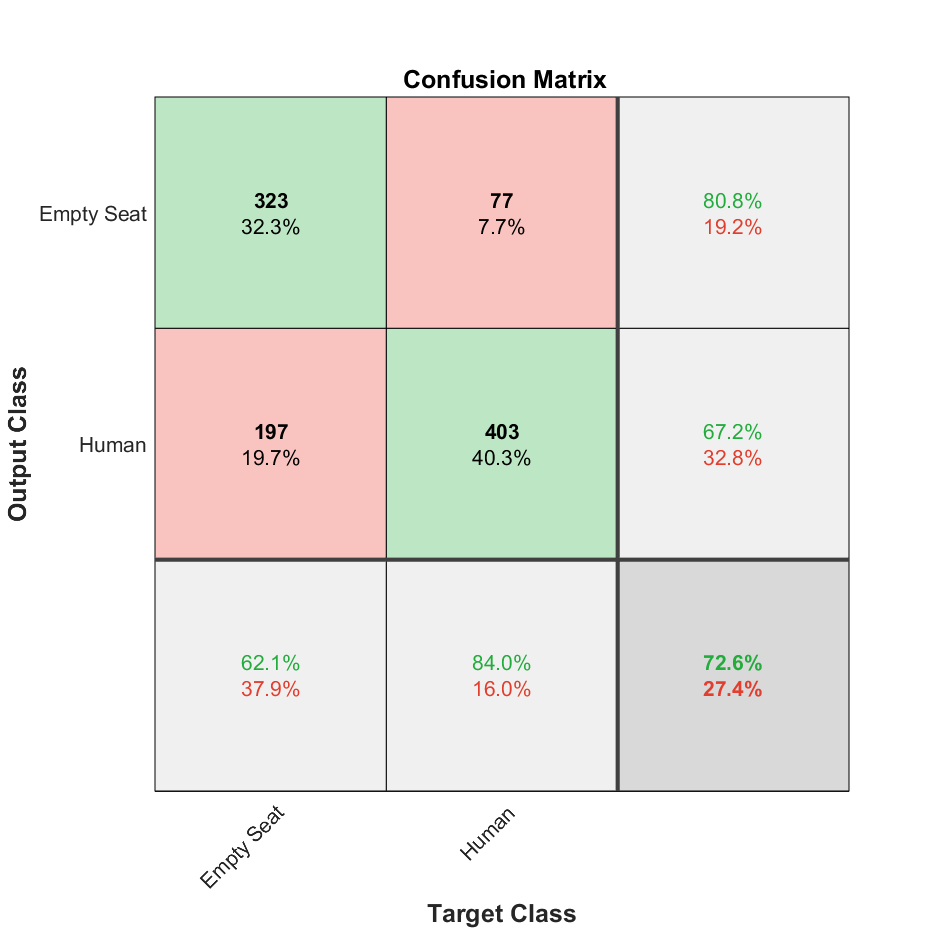 Confusion Matrix
Empty Seat
323
32.3%
77
7.7%
80.8%
19.2%
Human
197
19.7%
403
40.3%
67.2%
32.8%
62.1%
37.9%
84.0%
16.0%
72.6%
27.4%
Output Class
Empty Seat
Human
Target Class